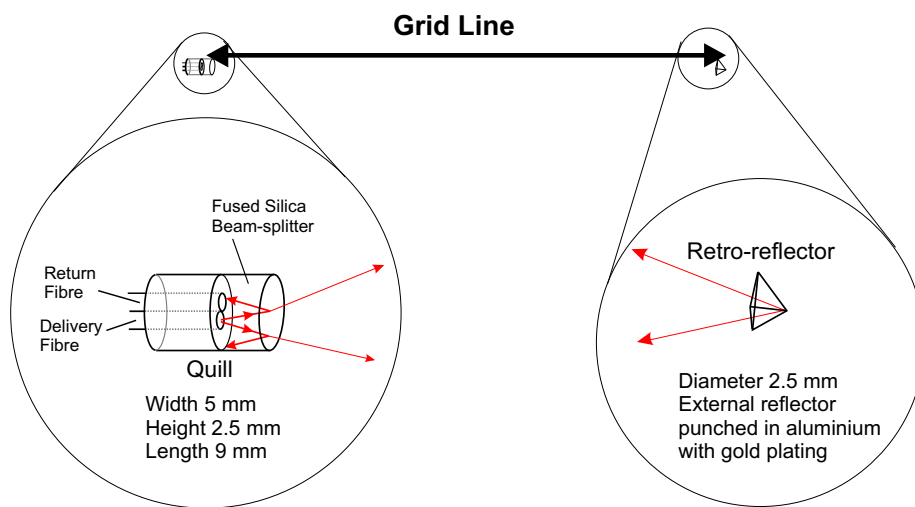 Grid Line
Fused Silica
Beam-splitter
Return
Fibre
Delivery
Fibre
Quill
Width 5 mm
Height 2.5 mm
Length 9 mm
Retro-reflector
Diameter 2.5 mm
External reflector
punched in aluminium
with gold plating